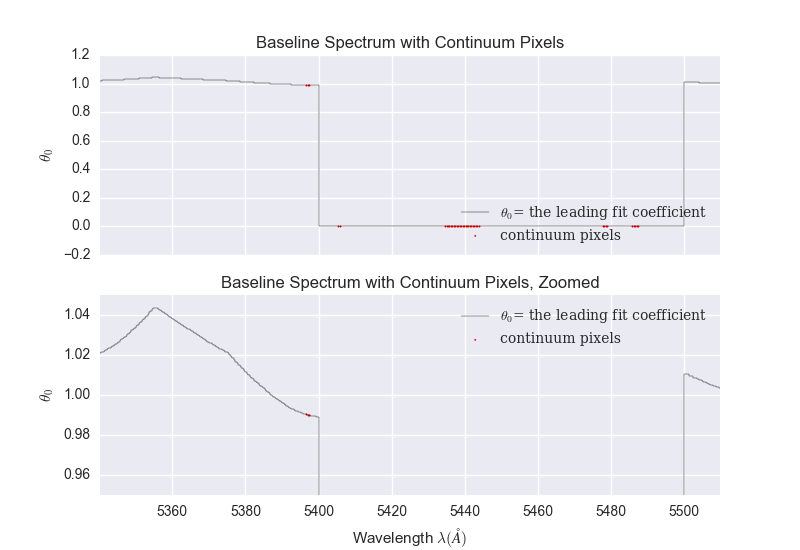 Baseline Spectrum with Continuum Pixels
1.2
1.0
0.8
0.6
0.4
0.2
0.0
−0.2
θ₀
θ₀= the leading fit coefficient
continuum pixels
Baseline Spectrum with Continuum Pixels, Zoomed
1.04
1.02
1.00
0.98
0.96
θ₀
θ₀= the leading fit coefficient
continuum pixels
5360 5380 5400 5420 5440 5460 5480 5500
Wavelength λ(Å)